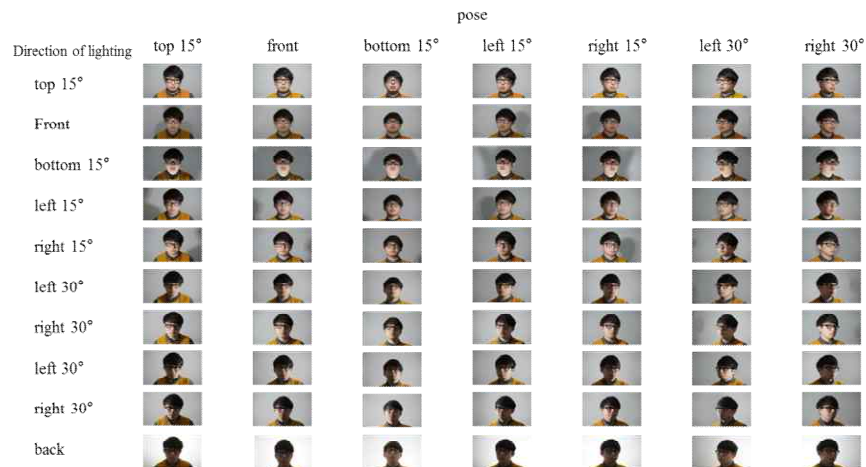 pose
Direction of lighting top 15° front bottom 15° left 15° right 15° left 30° right 30°
top 15°
Front
bottom 15°
left 15°
right 15°
left 30°
right 30°
left 30°
right 30°
back